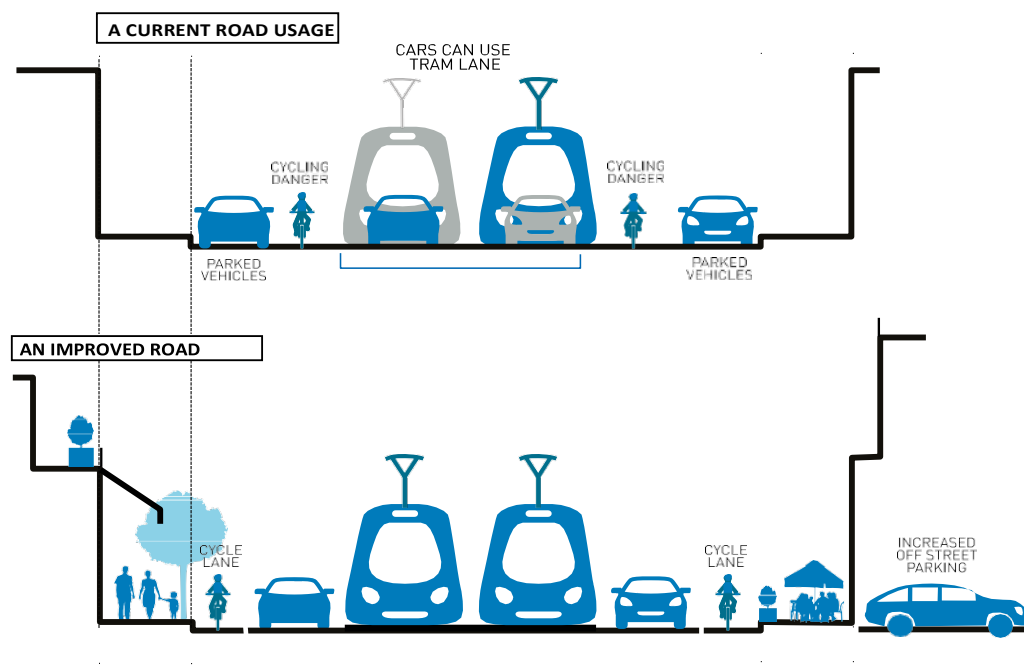 A CURRENT ROAD USAGE
CARS CAN USE
TRAM LANE
CYCLING
DANGER
CYCLING
DANGER
PARKED
VEHICLES
PARKED
VEHICLES
AN IMPROVED ROAD
CYCLE
LANE
CYCLE
LANE
INCREASED
OFF STREET
PARKING